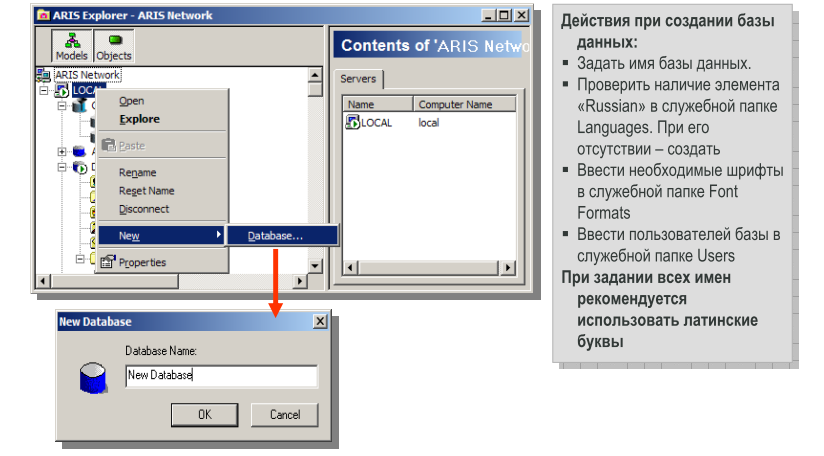 ARIS Explorer - ARIS Network
Models Objects
ARIS Network
LOCAL
Open
Explore
Paste
Rename
Reset Name
Disconnect
New
Properties
Database...
Contents of 'ARIS Netwo
Servers
Name Computer Name
LOCAL local
New Database
Database Name:
New Database
OK Cancel
Действия при создании базы
данных:
▪ Задать имя базы данных.
▪ Проверить наличие элемента
«Russian» в служебной папке
Languages. При его
отсутствии – создать
▪ Ввести необходимые шрифты
в служебной папке Font
Formats
▪ Ввести пользователей базы в
служебной папке Users
При задании всех имен
рекомендуется
использовать латинские
буквы